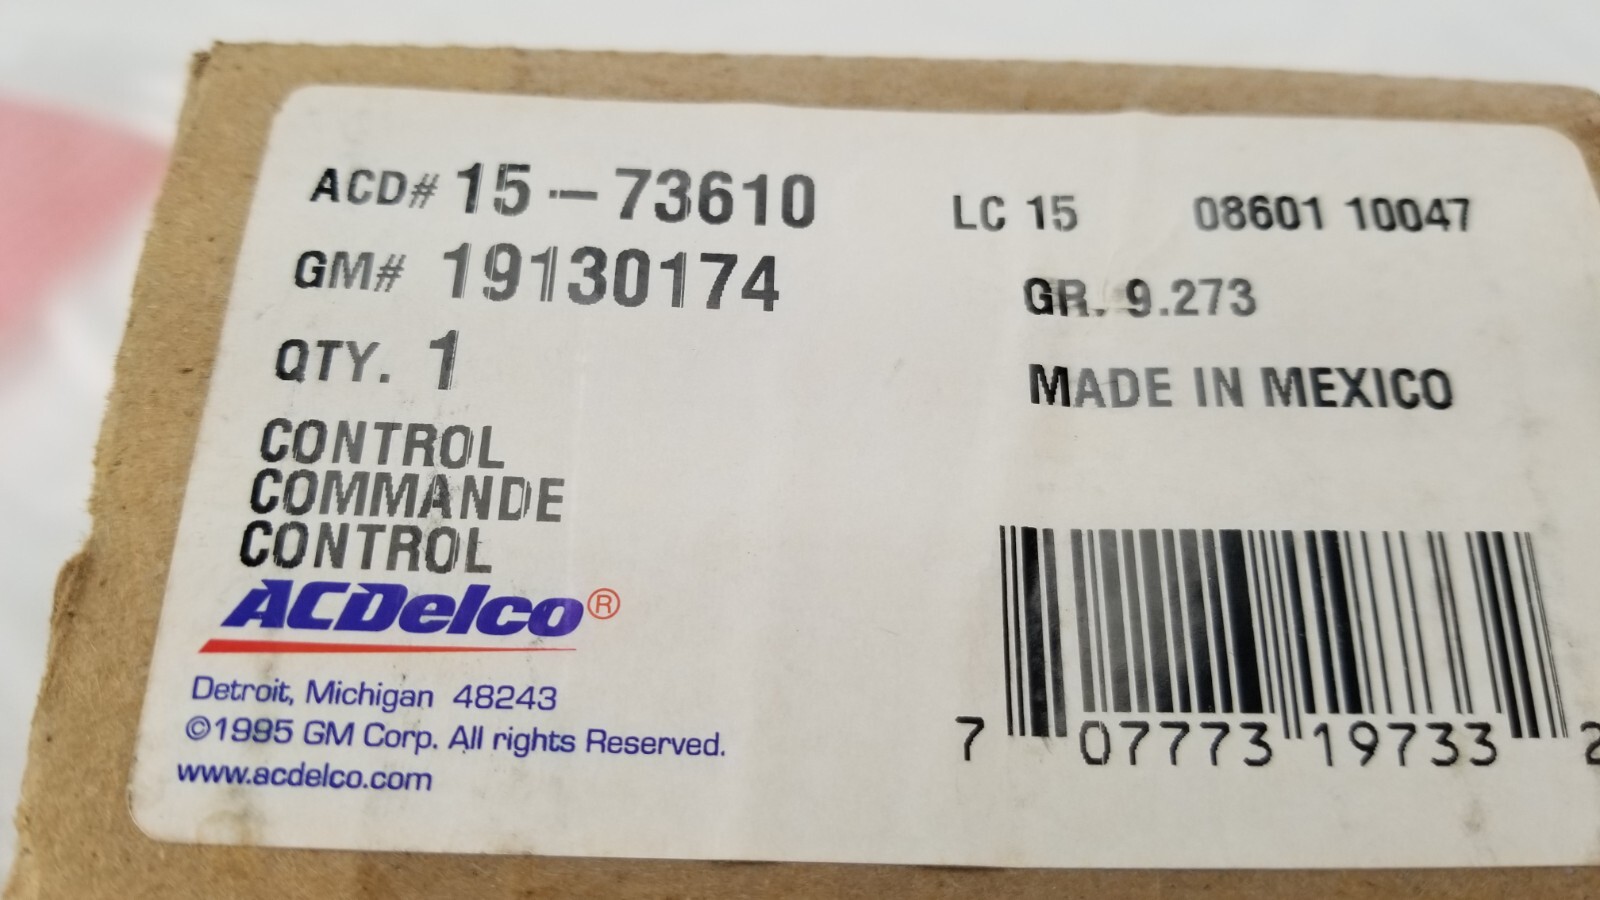 ACD# 15-73610
GM# 19130174
QTY. 1
CONTROL
COMMANDE
CONTROL
ACDelco®
Detroit, Michigan 48243
©1995 GM Corp. All rights Reserved.
www.acdelco.com
LC 15 08601 10047
GR. 9.273
MADE IN MEXICO
7 07773 19733 2